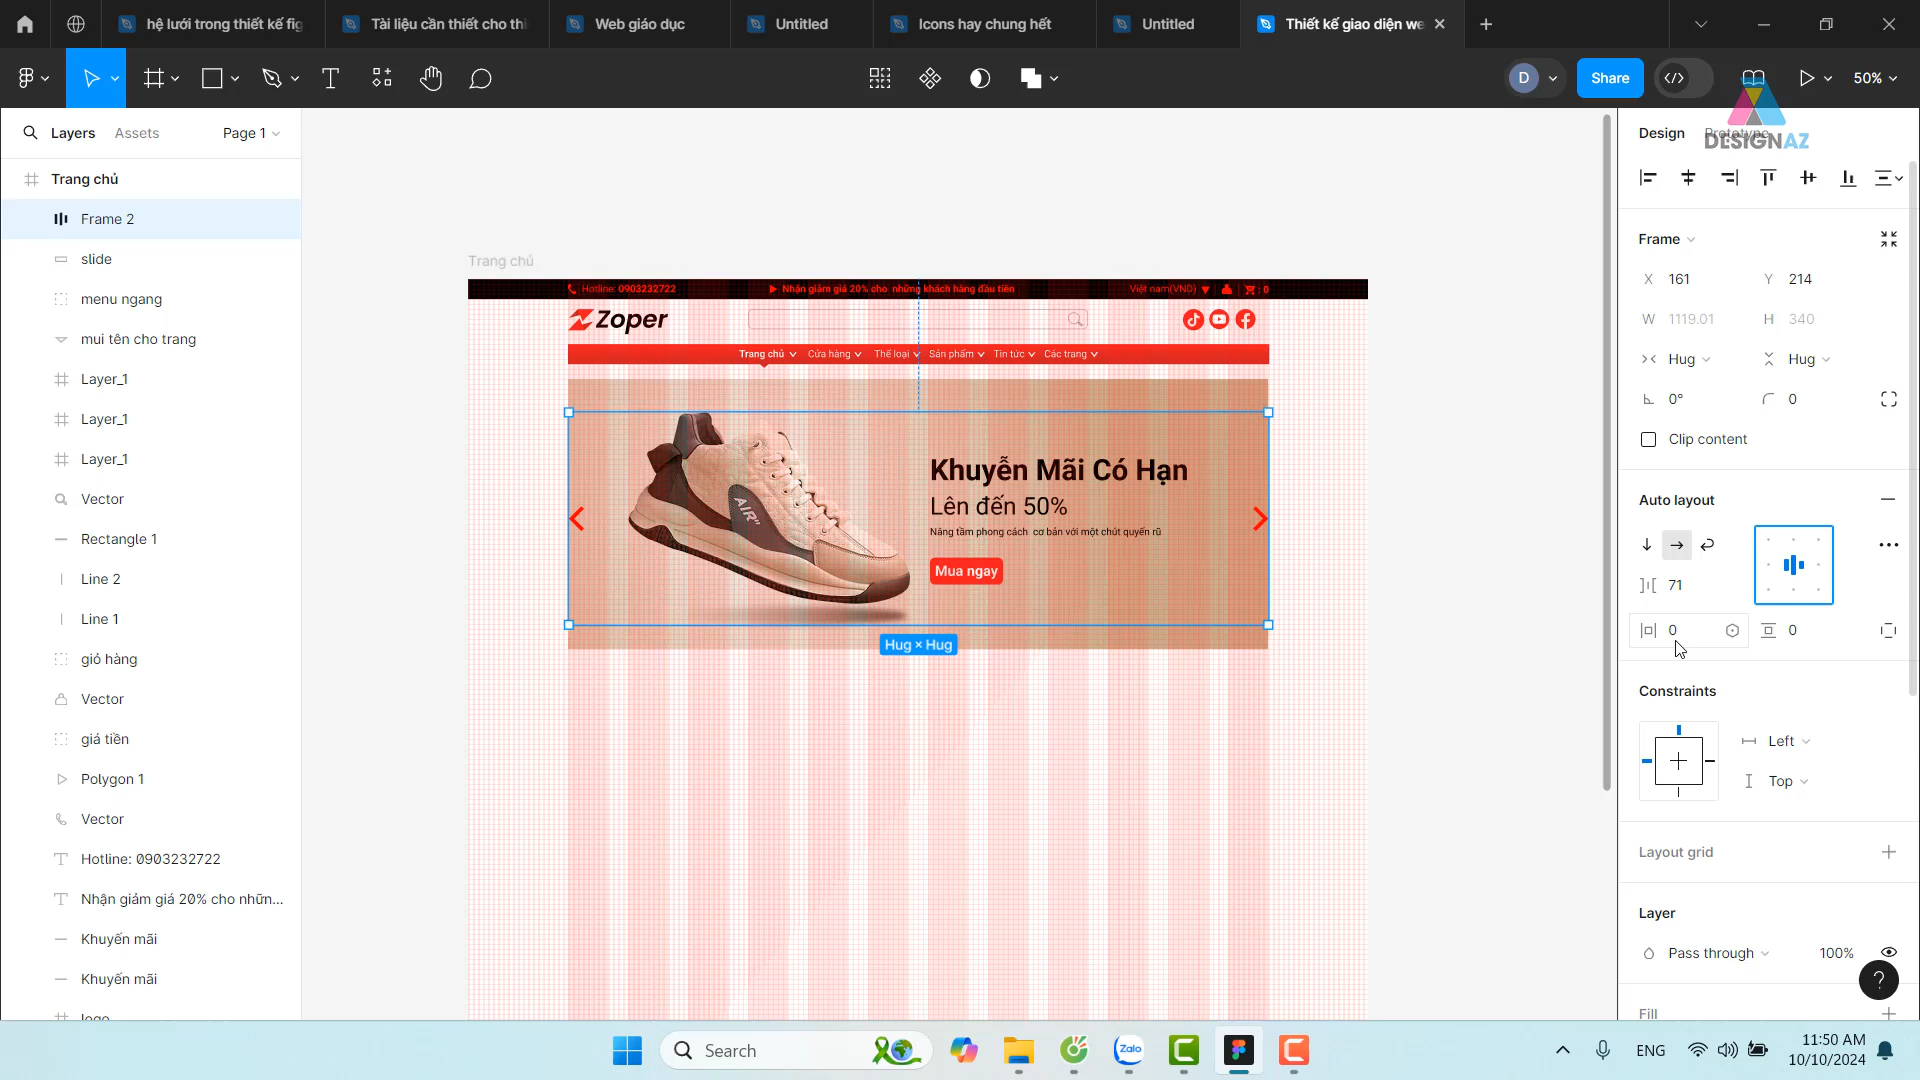 hệ lưới trong thiết kế fig
Tài liệu cần thiết cho thi
Web giáo dục
Untitled
Icons hay chung hết
Untitled
Thiết kế giao diện we
D
Share
50%
Layers
Assets
Page 1
Design
Prototype
DESIGNAZ
Trang chủ
Frame 2
slide
menu ngang
mui tên cho trang
Layer_1
Layer_1
Layer_1
Vector
Rectangle 1
Line 2
Line 1
giỏ hàng
Vector
giá tiền
Polygon 1
Vector
Hotline: 0903232722
Nhận giảm giá 20% cho nhữn...
Khuyến mãi
Khuyến mãi
logo
Trang chủ
Hotline: 0903232722
Nhận giảm giá 20% cho những khách hàng đầu tiên
Việt nam(VND)
: 0
Zoper
Trang chủ
Cửa hàng
Thể loại
Sản phẩm
Tin tức
Các trang
AIR"
Khuyễn Mãi Có Hạn
Lên đến 50%
Nâng tầm phong cách cơ bản với một chút quyến rũ
Mua ngay
Hug × Hug
Frame
X 161
Y 214
W 1119.01
H 340
Hug
Hug
0°
0
Clip content
Auto layout
71
0
0
Constraints
Left
Top
Layout grid
Layer
Pass through
100%
Fill
?
Search
Zalo
ENG
11:50 AM
10/10/2024